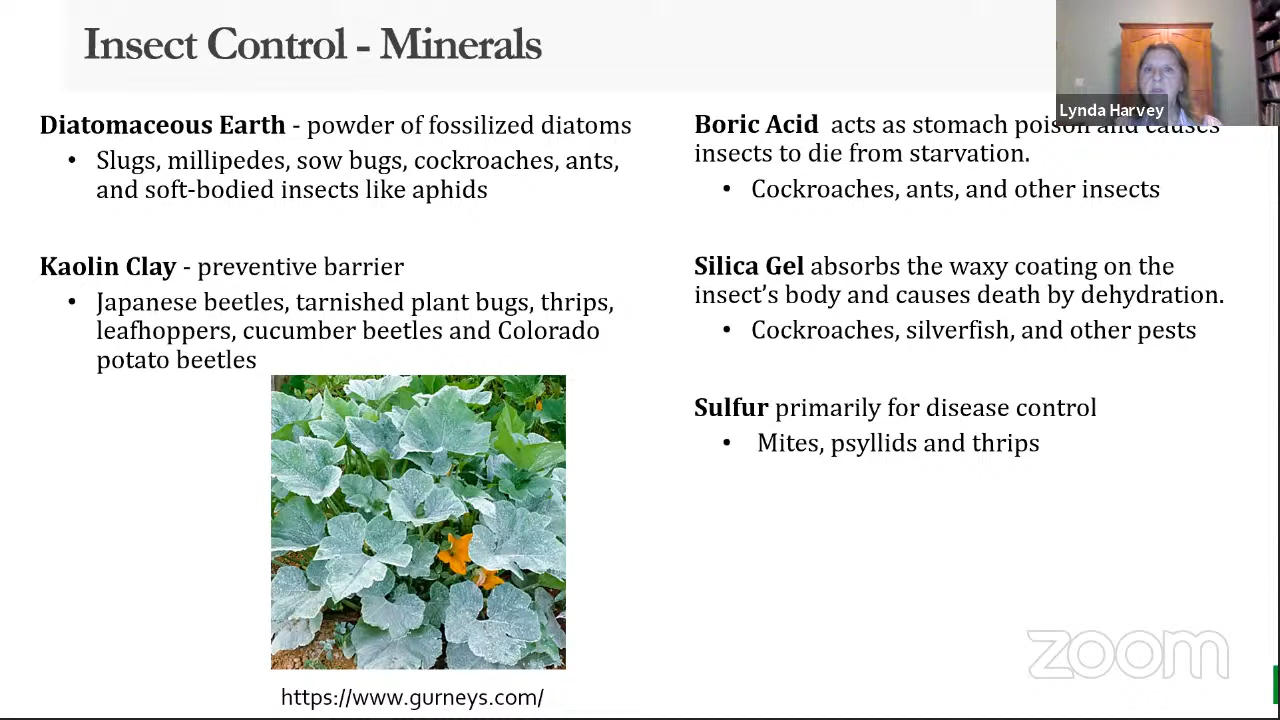 Insect Control - Minerals
Lynda Harvey
Diatomaceous Earth - powder of fossilized diatoms
• Slugs, millipedes, sow bugs, cockroaches, ants,
and soft-bodied insects like aphids
Kaolin Clay - preventive barrier
• Japanese beetles, tarnished plant bugs, thrips,
leafhoppers, cucumber beetles and Colorado
potato beetles
https://www.gurneys.com/
Boric Acid acts as stomach poison and causes
insects to die from starvation.
• Cockroaches, ants, and other insects
Silica Gel absorbs the waxy coating on the
insect's body and causes death by dehydration.
• Cockroaches, silverfish, and other pests
Sulfur primarily for disease control
• Mites, psyllids and thrips
zoom